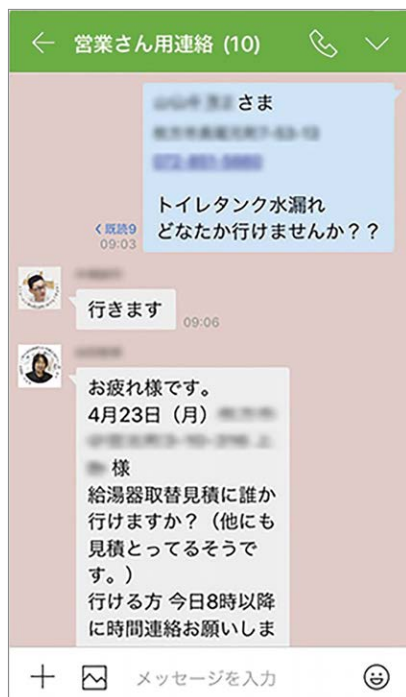 営業さん用連絡 (10)
さま
トイレタンク水漏れ
どなたか行けませんか？？
既読9
09:03
行きます
09:06
お疲れ様です。
4月23日（月）
様
給湯器取替見積に誰か
行けますか？（他にも
見積とってるそうで
す。）
行ける方 今日8時以降
に時間連絡お願いしま
メッセージを入力